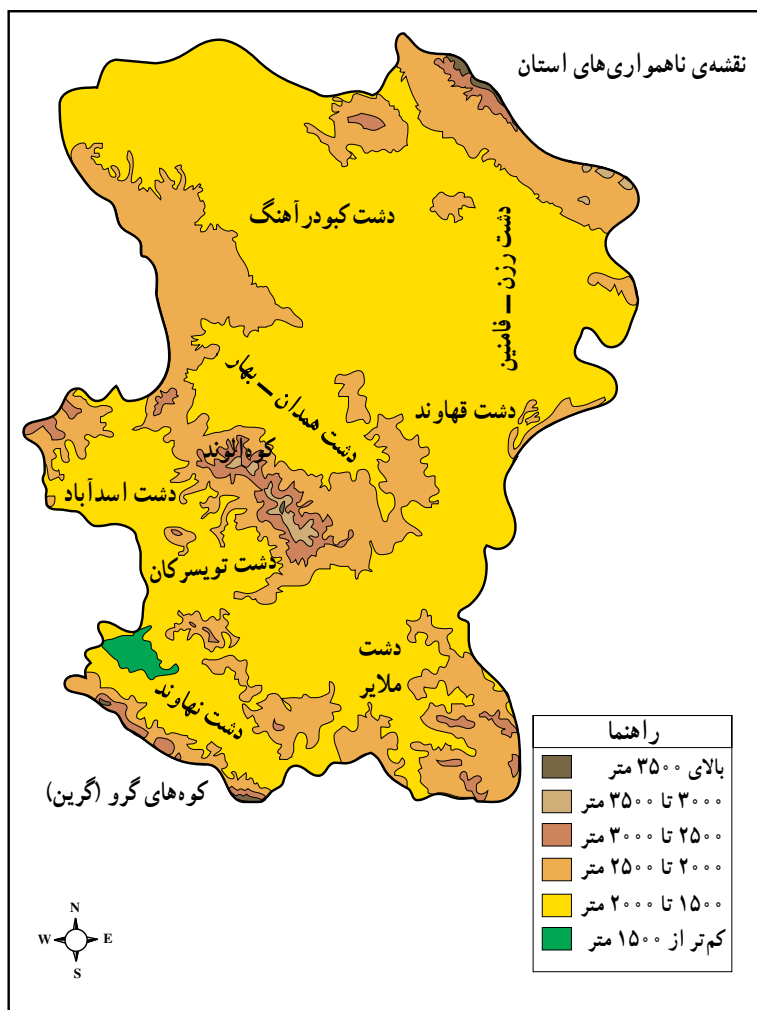 نقشه‌ی ناهمواری‌های استان
دشت کبودرآهنگ
دشت رزن – فامنین
دشت همدان – بهار
دشت قهاوند
کوه الوند
دشت اسدآباد
دشت تویسرکان
دشت
ملایر
دشت نهاوند
کوه‌های گرو (گرین)
راهنما
بالای ۳۵۰۰ متر
۳۰۰۰ تا ۳۵۰۰ متر
۲۵۰۰ تا ۳۰۰۰ متر
۲۰۰۰ تا ۲۵۰۰ متر
۱۵۰۰ تا ۲۰۰۰ متر
کم‌تر از ۱۵۰۰ متر
N
W E
S